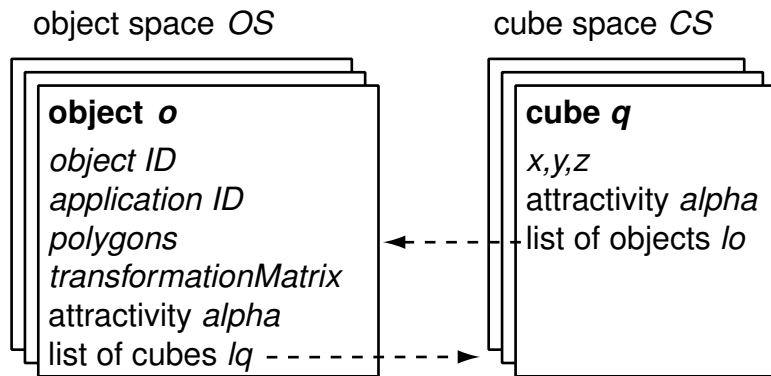 object space OS
object o
object ID
application ID
polygons
transformationMatrix
attractivity alpha
list of cubes lq
cube space CS
cube q
x,y,z
attractivity alpha
list of objects lo